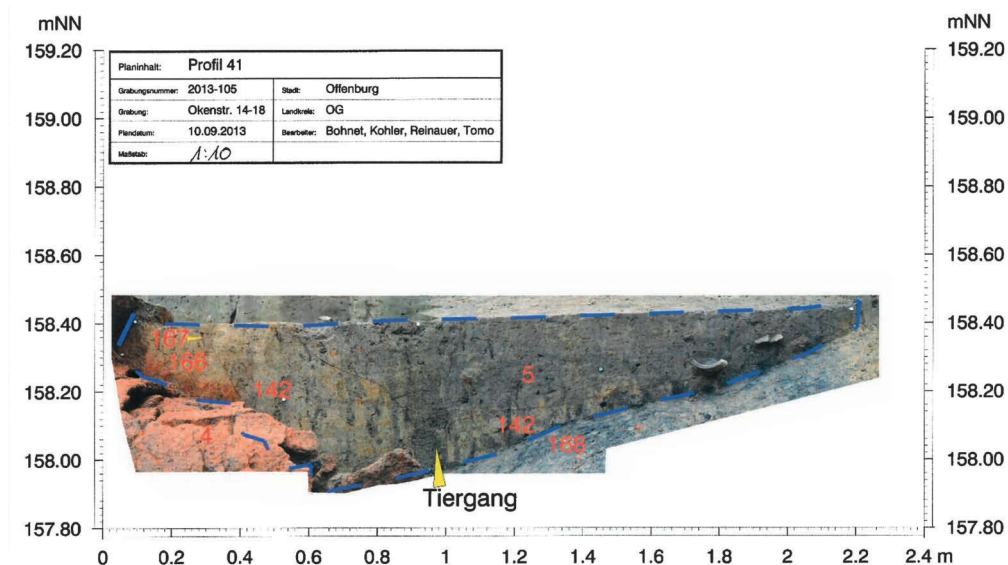 mNN
mNN
159.20
159.20
Planinhalt: Profil 41
Grabungsnummer: 2013-105 Stadt: Offenburg
159.00
159.00
Grabung: Okenstr. 14-18 Landkreis: OG
Plandatum: 10.09.2013 Bearbeiter: Bohnet, Kohler, Reinauer, Tomo
Maßstab: 1:10
158.80
158.80
158.60
158.60
158.40
158.40
167
166
5
158.20
142
158.20
142
4
168
158.00
158.00
Tiergang
157.80
157.80
0 0.2 0.4 0.6 0.8 1 1.2 1.4 1.6 1.8 2 2.2 2.4 m